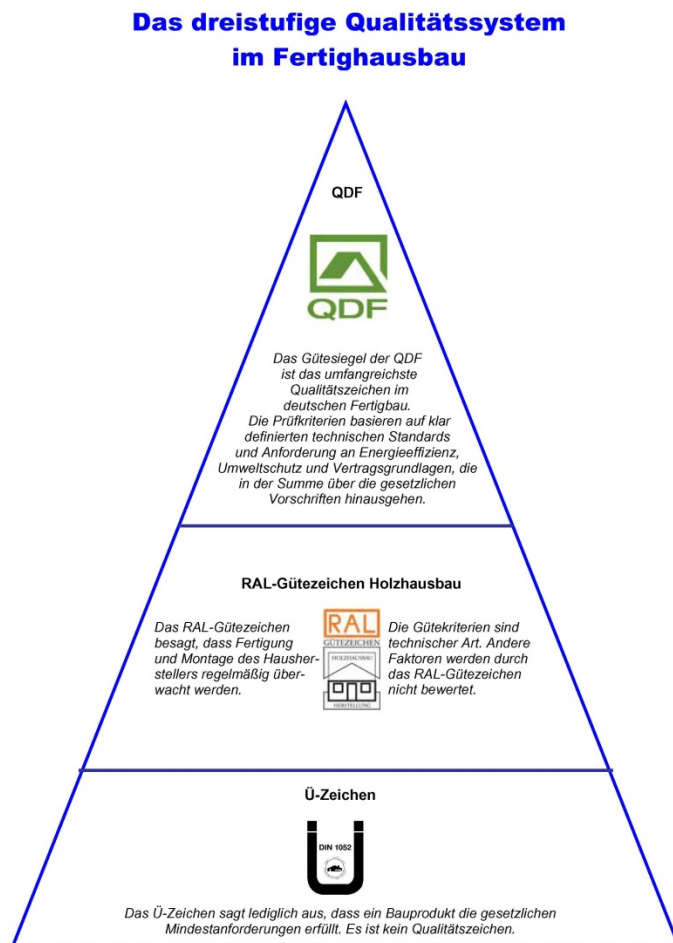 Das dreistufige Qualitätssystem
im Fertighausbau
QDF
QDF
Das Gütesiegel der QDF
ist das umfangreichste
Qualitätszeichen im
deutschen Fertigbau.
Die Prüfkriterien basieren auf klar
definierten technischen Standards
und Anforderung an Energieeffizienz,
Umweltschutz und Vertragsgrundlagen, die
in der Summe über die gesetzlichen
Vorschriften hinausgehen.
RAL-Gütezeichen Holzhausbau
Das RAL-Gütezeichen
besagt, dass Fertigung
und Montage des Hausher-
stellers regelmäßig über-
wacht werden.
RAL
GÜTEZEICHEN
HOLZHAUSBAU
HERSTELLUNG
Die Gütekriterien sind
technischer Art. Andere
Faktoren werden durch
das RAL-Gütezeichen
nicht bewertet.
Ü-Zeichen
DIN 1052
Das Ü-Zeichen sagt lediglich aus, dass ein Bauprodukt die gesetzlichen
Mindestanforderungen erfüllt. Es ist kein Qualitätszeichen.